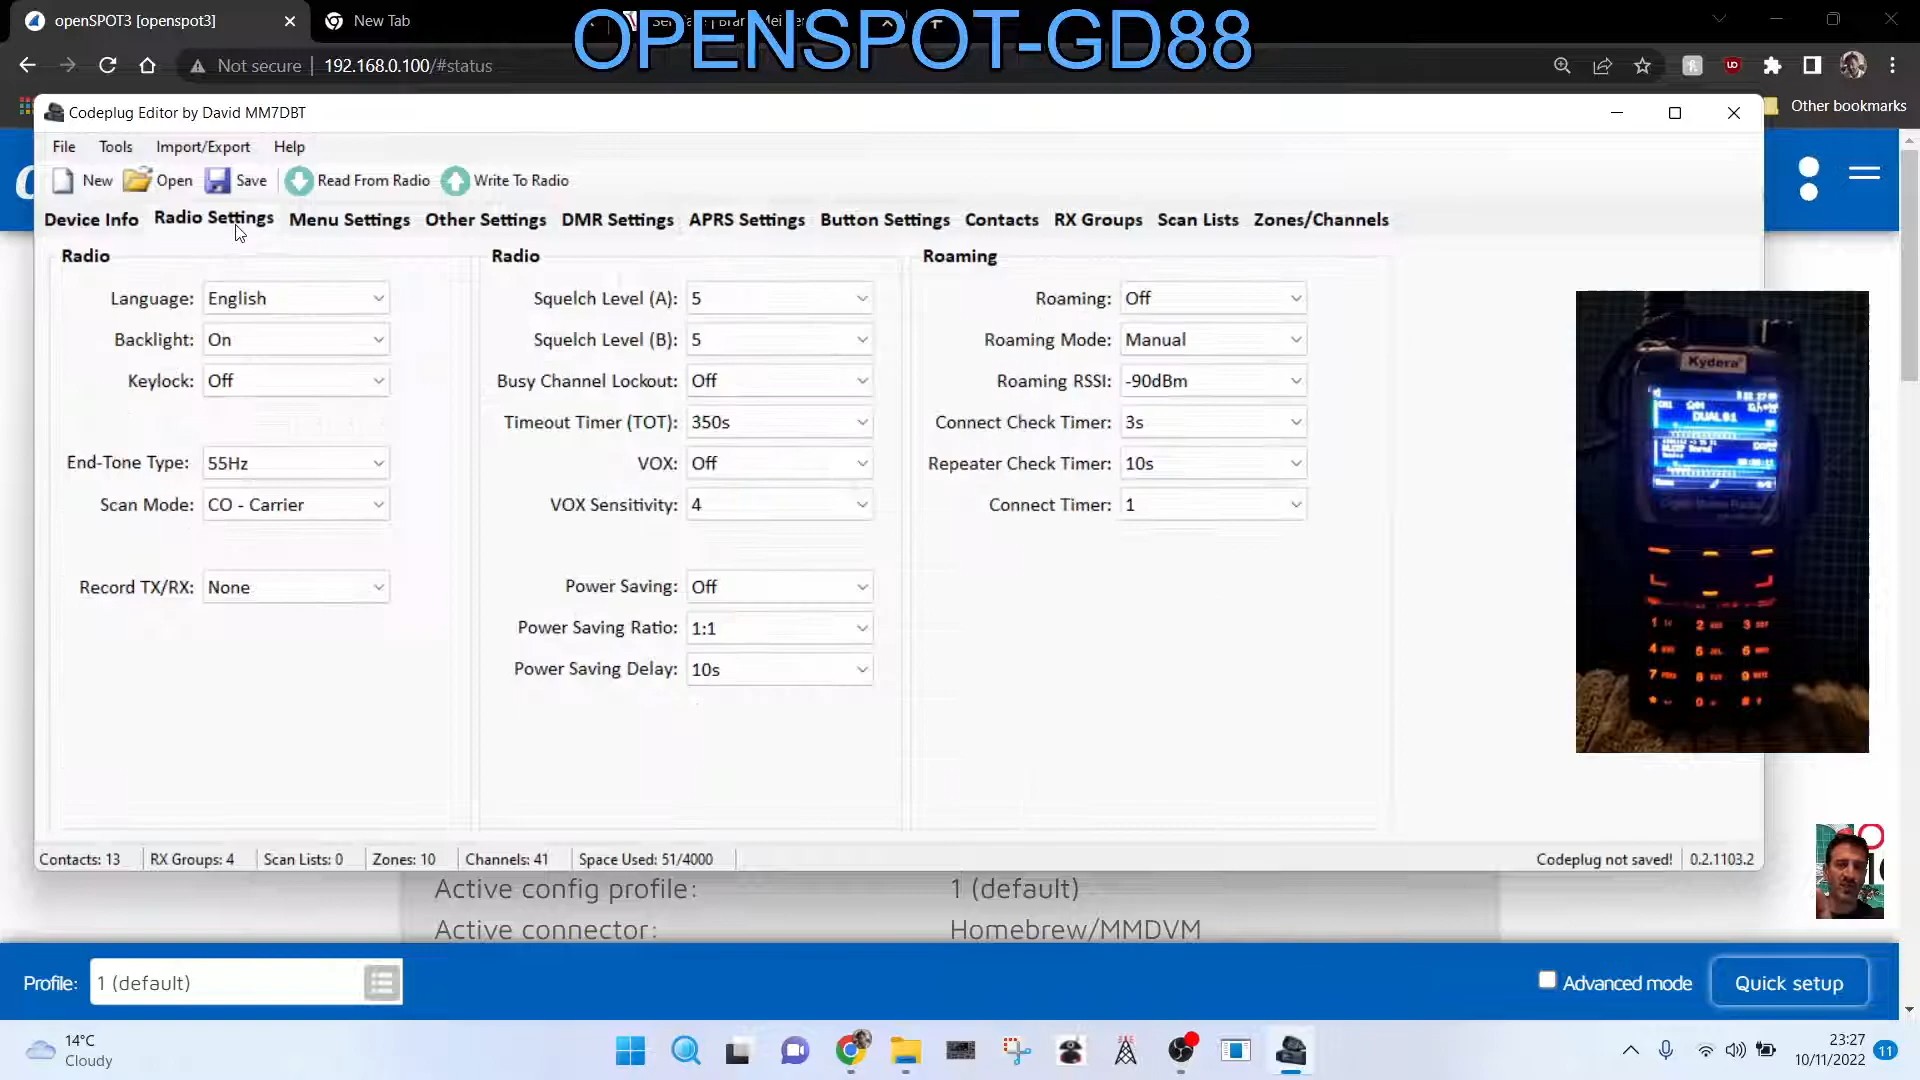 openSPOT3 [openspot3]
New Tab
OPENSPOT-GD88
Not secure
192.168.0.100/#status
Other bookmarks
Codeplug Editor by David MM7DBT
File Tools Import/Export Help
New Open Save Read From Radio Write To Radio
Device Info Radio Settings Menu Settings Other Settings DMR Settings APRS Settings Button Settings Contacts RX Groups Scan Lists Zones/Channels
Radio
Language: English
Backlight: On
Keylock: Off
End-Tone Type: 55Hz
Scan Mode: CO - Carrier
Record TX/RX: None
Radio
Squelch Level (A): 5
Squelch Level (B): 5
Busy Channel Lockout: Off
Timeout Timer (TOT): 350s
VOX: Off
VOX Sensitivity: 4
Power Saving: Off
Power Saving Ratio: 1:1
Power Saving Delay: 10s
Roaming
Roaming: Off
Roaming Mode: Manual
Roaming RSSI: -90dBm
Connect Check Timer: 3s
Repeater Check Timer: 10s
Connect Timer: 1
Kydera
Contacts: 13 RX Groups: 4 Scan Lists: 0 Zones: 10 Channels: 41 Space Used: 51/4000 Codeplug not saved! 0.2.1103.2
Active config profile: 1 (default)
Active connector: Homebrew/MMDVM
Profile: 1 (default) Advanced mode Quick setup
14°C
Cloudy
23:27
10/11/2022
11